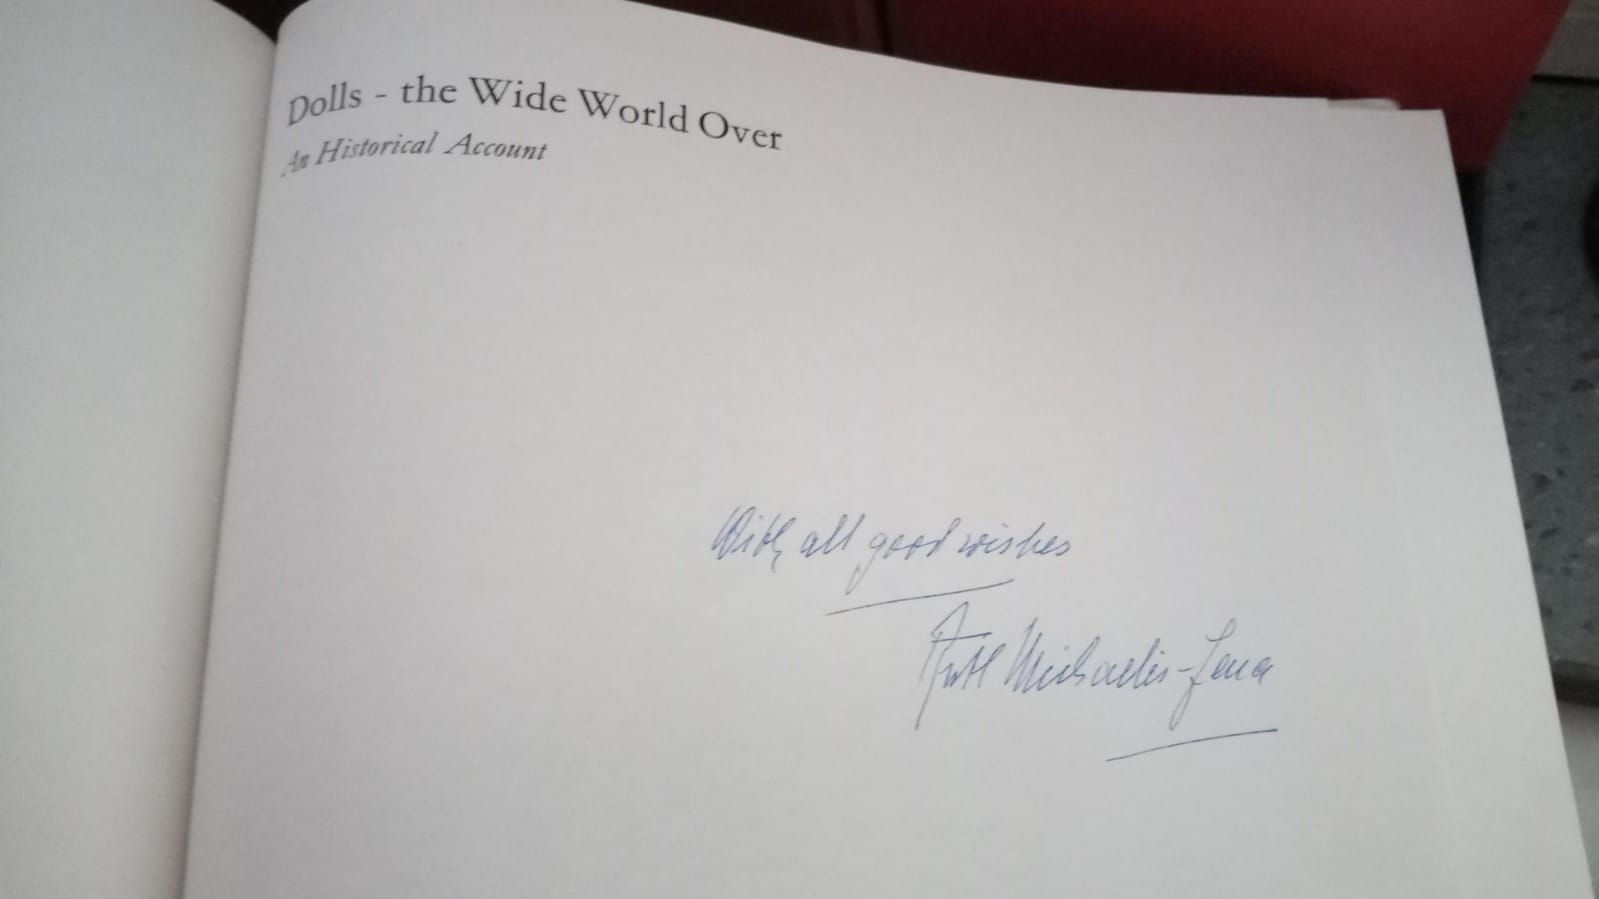 Dolls - the Wide World Over
An Historical Account
With all good wishes
Ruth Michaelis-Jena